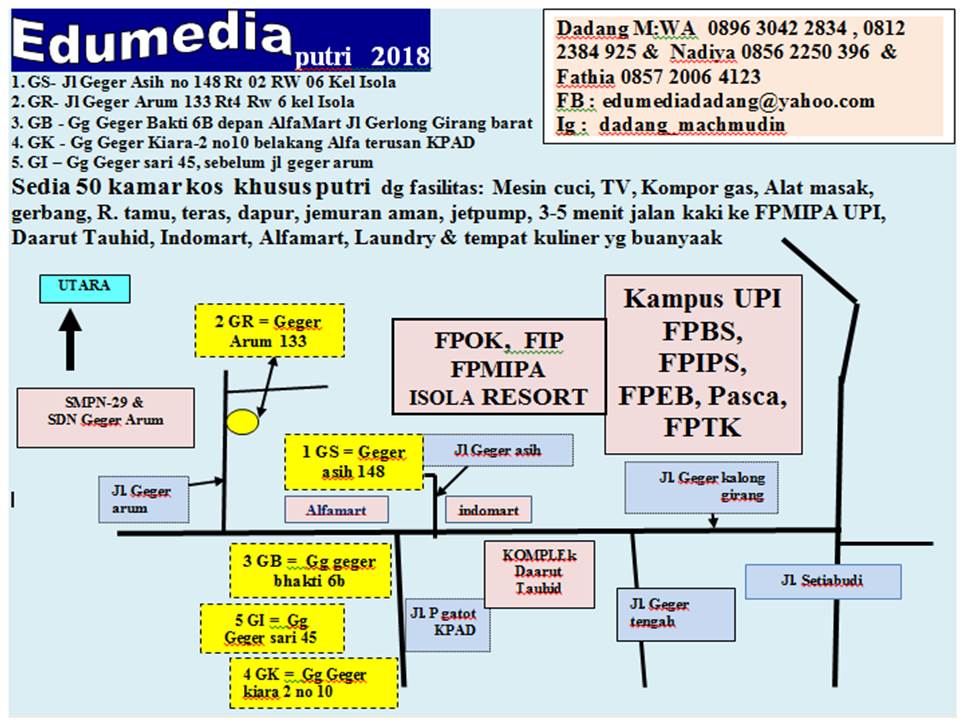 Edumedia putri 2018
1. GS- Jl Geger Asih no 148 Rt 02 RW 06 Kel Isola
2. GR- Jl Geger Arum 133 Rt4 Rw 6 kel Isola
3. GB - Gg Geger Bakti 6B depan AlfaMart Jl Gerlong Girang barat
4. GK - Gg Geger Kiara-2 no10 belakang Alfa terusan KPAD
5. GI – Gg Geger sari 45, sebelum jl geger arum
Dadang M:WA 0896 3042 2834 , 0812
2384 925 & Nadiya 0856 2250 396 &
Fathia 0857 2006 4123
FB : edumediadadang@yahoo.com
Ig : dadang_machmudin
Sedia 50 kamar kos khusus putri dg fasilitas: Mesin cuci, TV, Kompor gas, Alat masak,
gerbang, R. tamu, teras, dapur, jemuran aman, jetpump, 3-5 menit jalan kaki ke FPMIPA UPI,
Daarut Tauhid, Indomart, Alfamart, Laundry & tempat kuliner yg buanyaak
UTARA
2 GR = Geger
Arum 133
FPOK, FIP
FPMIPA
ISOLA RESORT
Kampus UPI
FPBS,
FPIPS,
FPEB, Pasca,
FPTK
SMPN-29 &
SDN Geger Arum
1 GS = Geger
asih 148
Jl Geger asih
Jl. Geger
arum
Alfamart
indomart
Jl. Geger kalong
girang
3 GB = Gg geger
bhakti 6b
KOMPLEk
Daarut
Tauhid
Jl. Setiabudi
5 GI = Gg
Geger sari 45
Jl. P gatot
KPAD
Jl. Geger
tengah
4 GK = Gg Geger
kiara 2 no 10